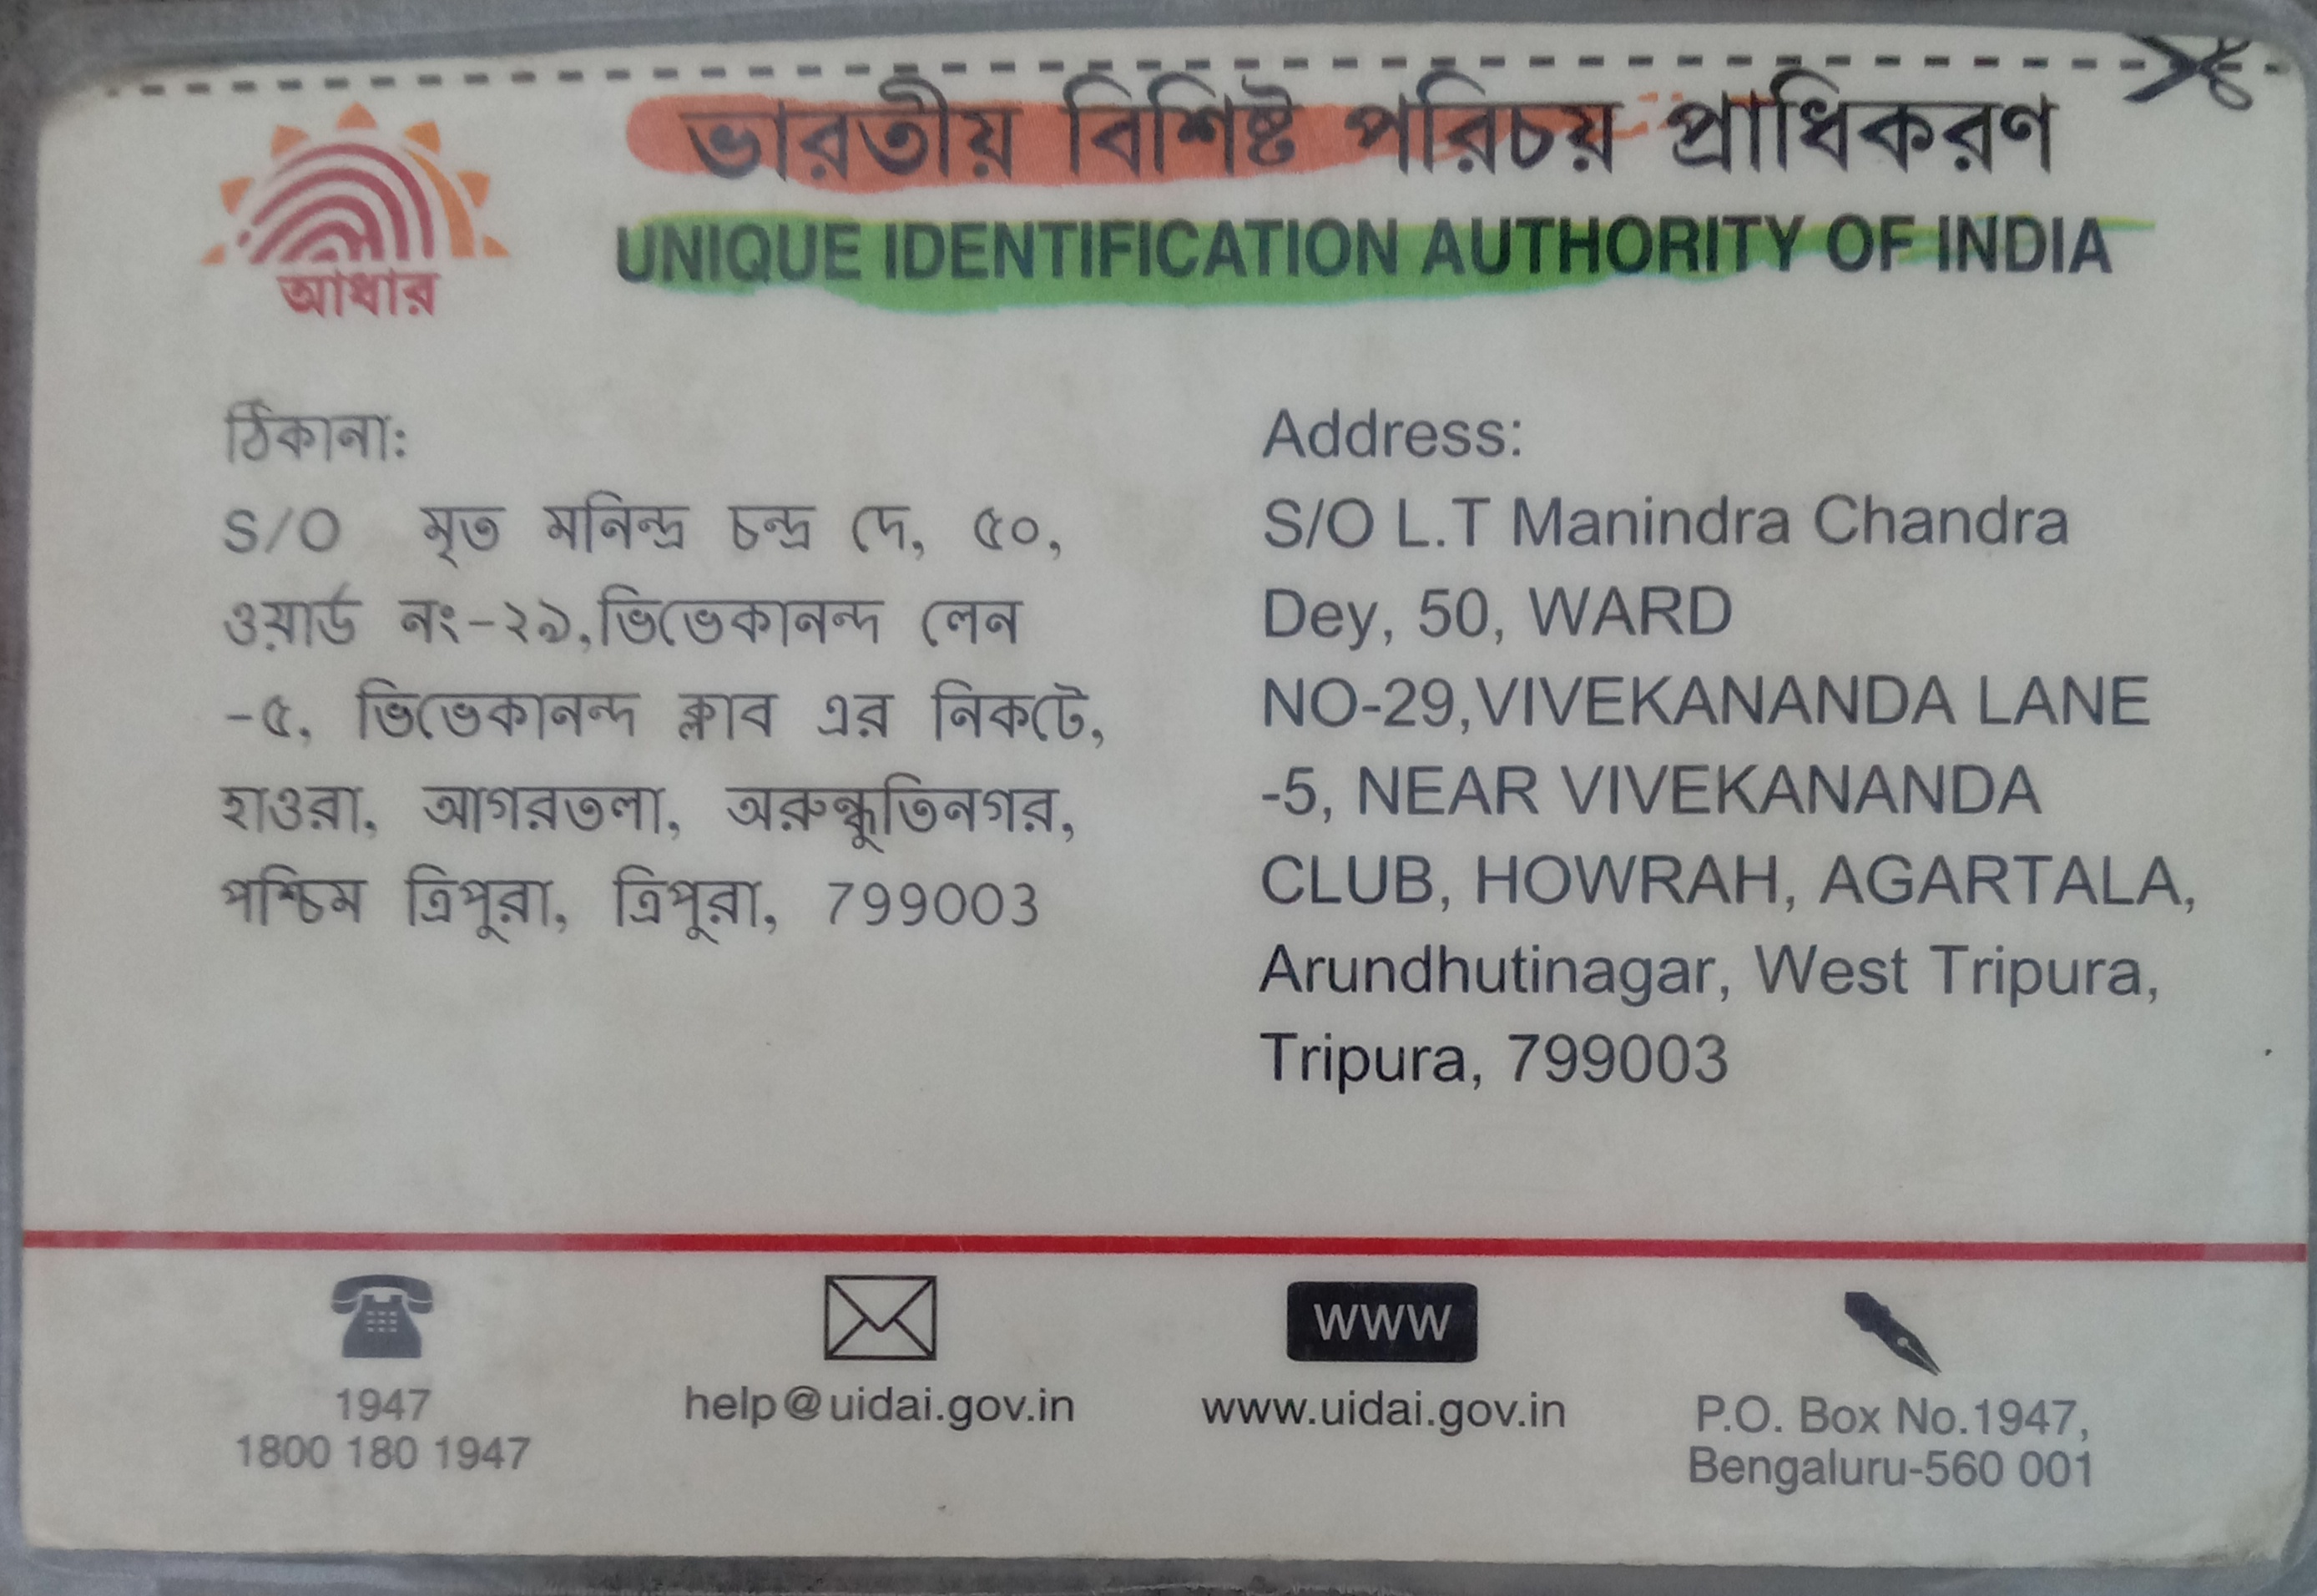 ভারতীয় বিশিষ্ট পরিচয় প্রাধিকরণ
UNIQUE IDENTIFICATION AUTHORITY OF INDIA
আধার
ঠিকানা:
S/O মৃত মনিন্দ্র চন্দ্র দে, ৫০,
ওয়ার্ড নং-২৯,ভিভেকানন্দ লেন
-৫, ভিভেকানন্দ ক্লাব এর নিকটে,
হাওরা, আগরতলা, অরুন্ধুতিনগর,
পশ্চিম ত্রিপুরা, ত্রিপুরা, 799003
Address:
S/O L.T Manindra Chandra
Dey, 50, WARD
NO-29,VIVEKANANDA LANE
-5, NEAR VIVEKANANDA
CLUB, HOWRAH, AGARTALA,
Arundhutinagar, West Tripura,
Tripura, 799003
1947
1800 180 1947
help@uidai.gov.in
www
www.uidai.gov.in
P.O. Box No.1947,
Bengaluru-560 001